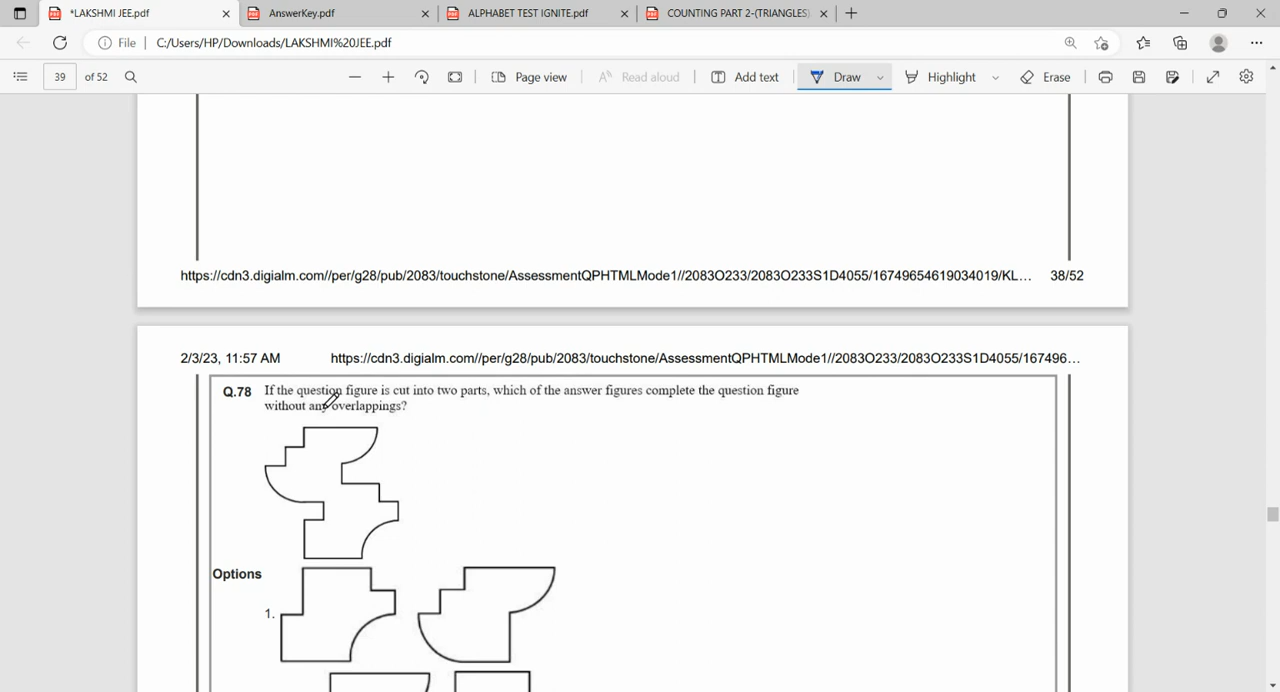 *LAKSHMI JEE.pdf
AnswerKey.pdf
ALPHABET TEST IGNITE.pdf
COUNTING PART 2-(TRIANGLES)
File
C:/Users/HP/Downloads/LAKSHMI%20JEE.pdf
39 of 52
Page view
Read aloud
Add text
Draw
Highlight
Erase
https://cdn3.digialm.com//per/g28/pub/2083/touchstone/AssessmentQPHTMLMode1//2083O233/2083O233S1D4055/16749654619034019/KL... 38/52
2/3/23, 11:57 AM https://cdn3.digialm.com//per/g28/pub/2083/touchstone/AssessmentQPHTMLMode1//2083O233/2083O233S1D4055/167496...
Q.78 If the question figure is cut into two parts, which of the answer figures complete the question figure
without any overlappings?
Options
1.